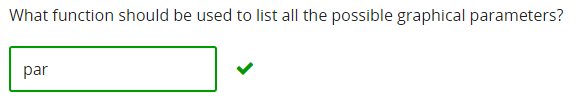 What function should be used to list all the possible graphical parameters?
par